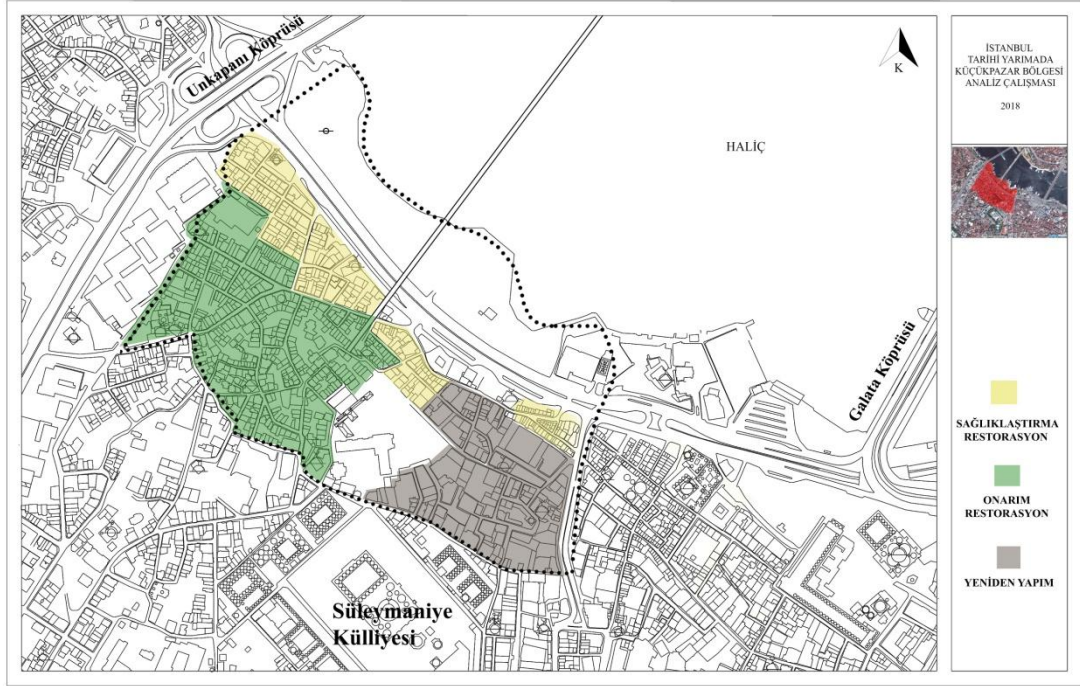 Unkapanı Köprüsü
K
HALİÇ
Galata Köprüsü
Süleymaniye
Külliyesi
İSTANBUL
TARİHİ YARIMADA
KÜÇÜKPAZAR BÖLGESİ
ANALİZ ÇALIŞMASI
2018
SAĞLIKLAŞTIRMA
RESTORASYON
ONARIM
RESTORASYON
YENİDEN YAPIM